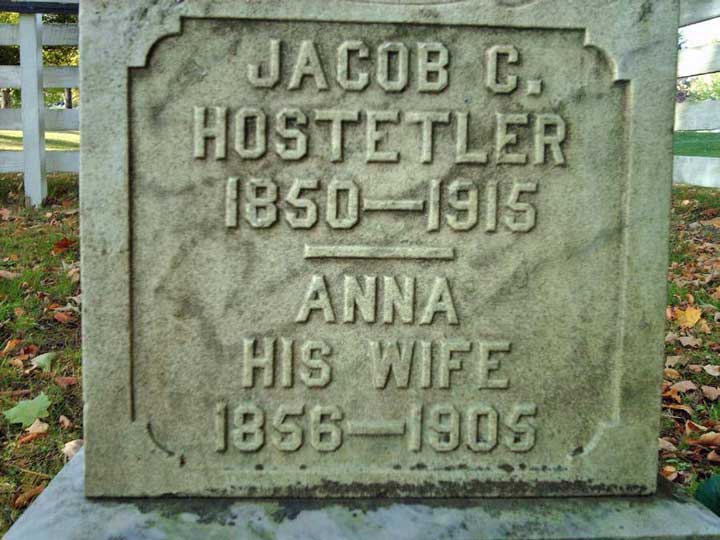 JACOB C.
HOSTETLER
1850—1915
ANNA
HIS WIFE
1856—1905